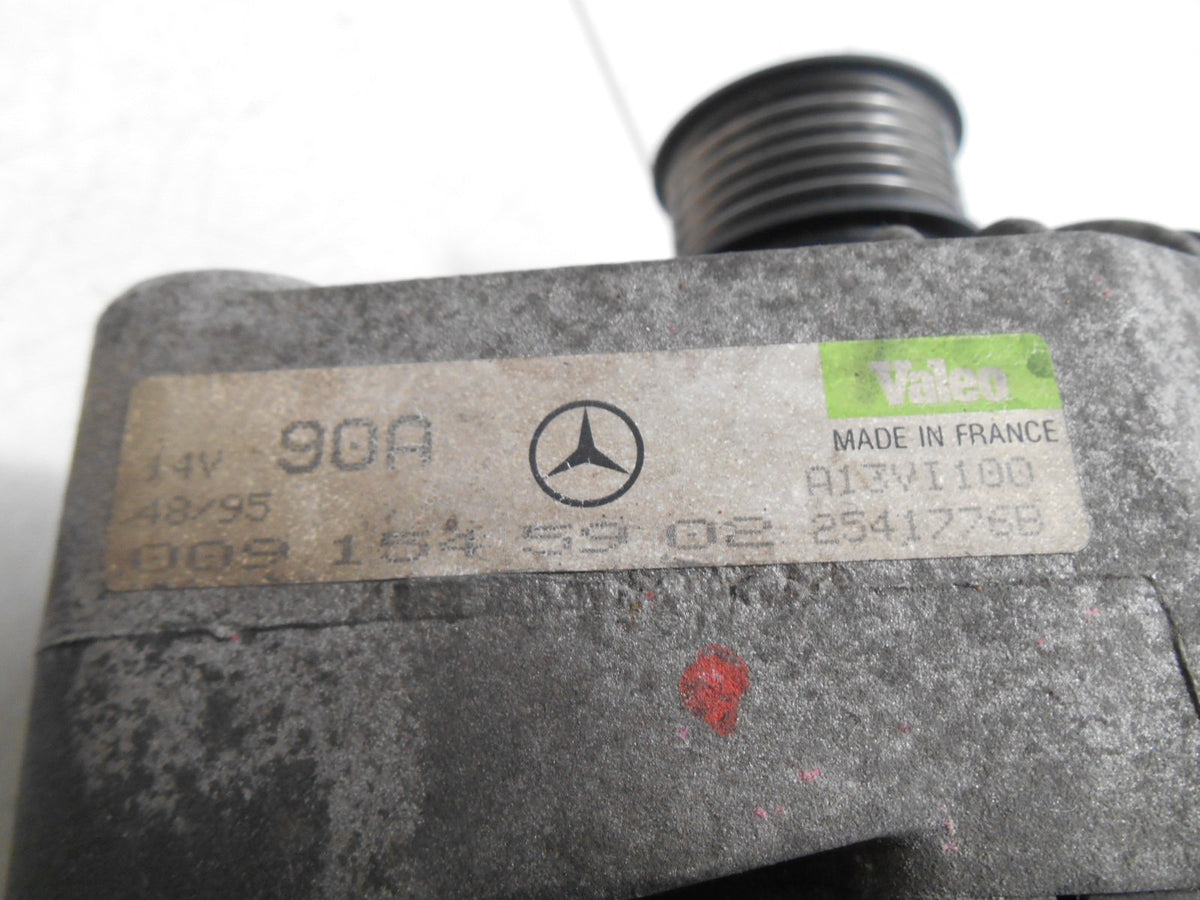 Valeo
MADE IN FRANCE
14V 90A
A13VI100
48/95
2541776B
009 154 59 02